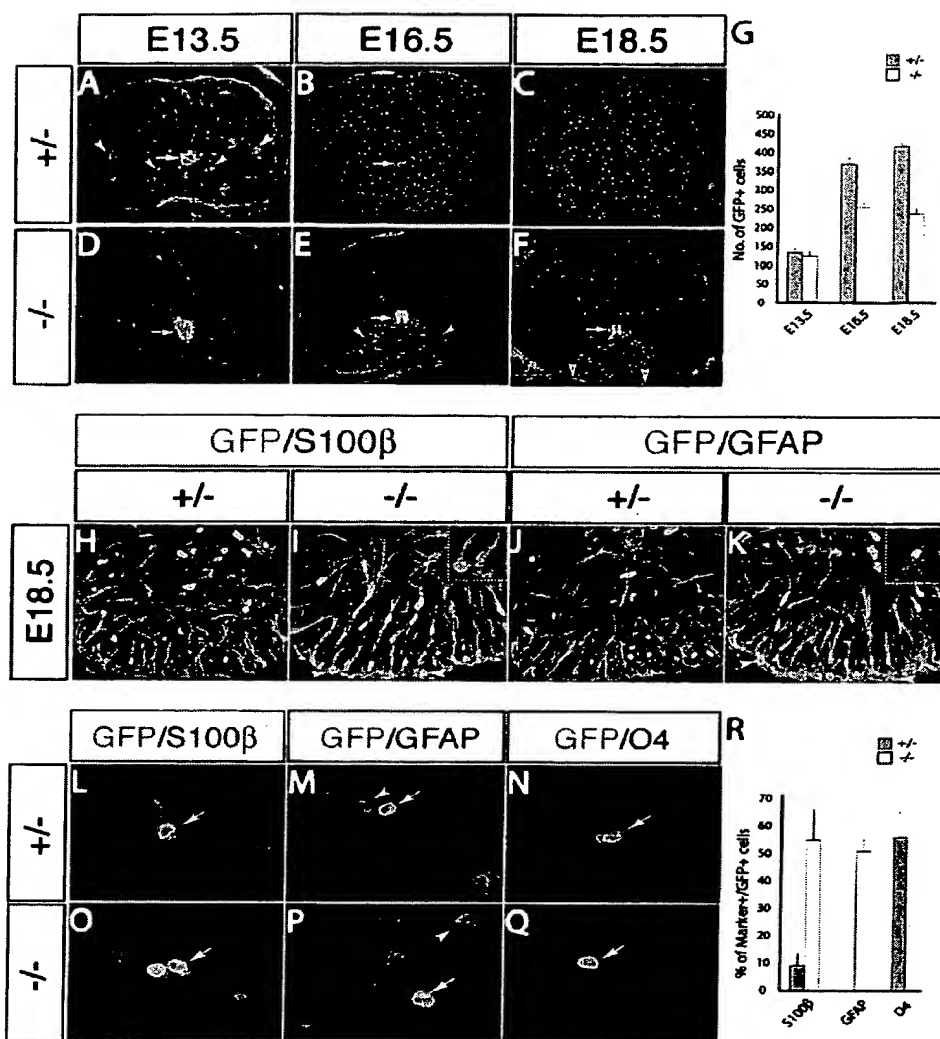 E13.5 E16.5 E18.5
G
+/-
-/-
+/-
A B C
No. of GFP+ cells
500
450
400
350
300
250
200
150
100
50
0
E13.5 E16.5 E18.5
-/-
D E F
GFP/S100β GFP/GFAP
+/- -/- +/- -/-
E18.5
H I J K
GFP/S100β GFP/GFAP GFP/O4
R
+/-
-/-
+/-
L M N
% of Marker+/GFP+ cells
70
60
50
40
30
20
10
0
S100β GFAP O4
-/-
O P Q